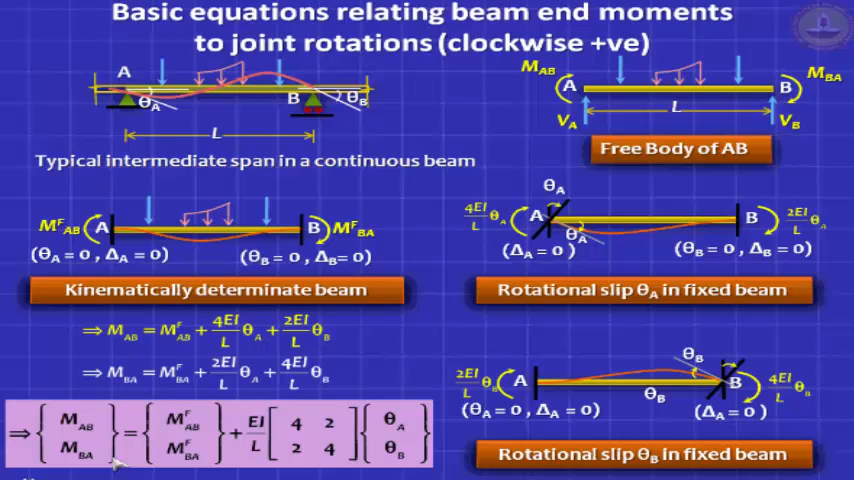 Basic equations relating beam end moments
to joint rotations (clockwise +ve)
A
θA
B
θB
L
Typical intermediate span in a continuous beam
MAB
A
B
MBA
L
VA
VB
Free Body of AB
M^F_AB
A
B
M^F_BA
(θA = 0 , ΔA = 0)
(θB = 0 , ΔB= 0)
Kinematically determinate beam
θA
4EI/L θA
A
B
2EI/L θA
θA
(ΔA = 0)
(θB = 0 , ΔB = 0)
Rotational slip θA in fixed beam
⇒ MAB = M^F_AB + 4EI/L θA + 2EI/L θB
⇒ MBA = M^F_BA + 2EI/L θA + 4EI/L θB
⇒ { MAB MBA } = { M^F_AB M^F_BA } + EI/L [ 4 2 2 4 ] { θA θB }
θB
2EI/L θB
A
B
4EI/L θB
θB
(θA = 0 , ΔA = 0)
(ΔA = 0 )
Rotational slip θB in fixed beam